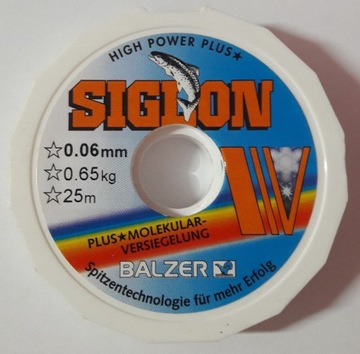 HIGH POWER PLUS★
SIGLON
☆0.06mm
☆0.65kg
☆25m
PLUS★MOLEKULAR-
VERSIEGELUNG
BALZER
Spitzentechnologie für mehr Erfolg